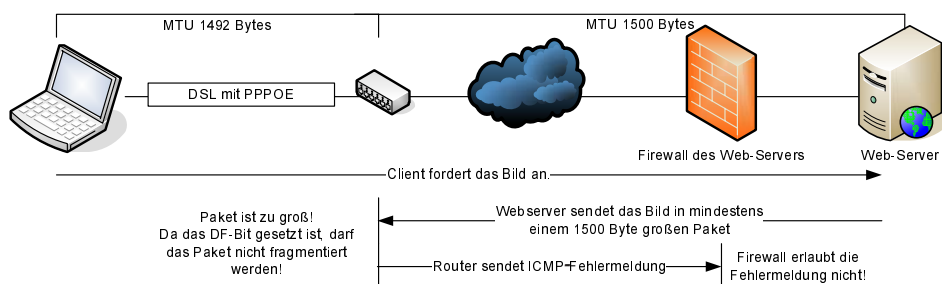 MTU 1492 Bytes
MTU 1500 Bytes
DSL mit PPPOE
Firewall des Web-Servers
Web-Server
Client fordert das Bild an.
Paket ist zu groß!
Da das DF-Bit gesetzt ist, darf
das Paket nicht fragmentiert
werden!
Webserver sendet das Bild in mindestens
einem 1500 Byte großen Paket
Router sendet ICMP-Fehlermeldung
Firewall erlaubt die
Fehlermeldung nicht!